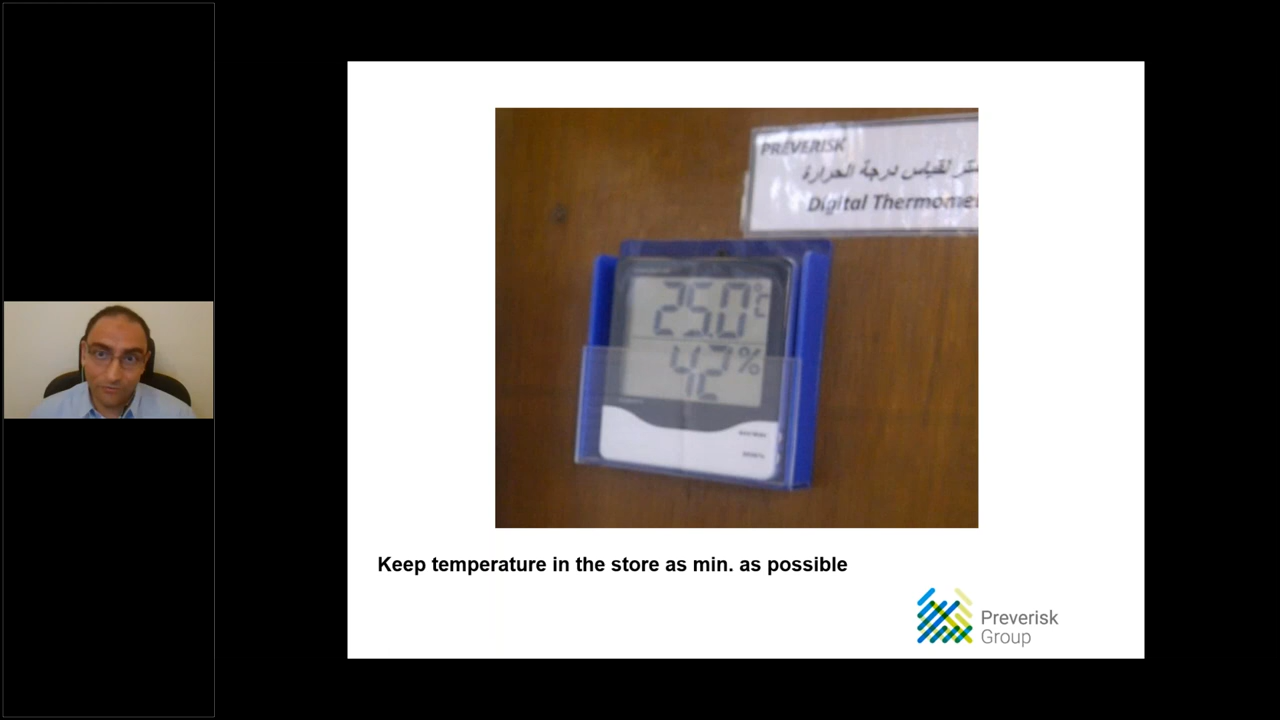 PREVERISK
لقياس درجة الحرارة
Digital
25.0°C
42%
Keep temperature in the store as min. as possible
Preverisk
Group